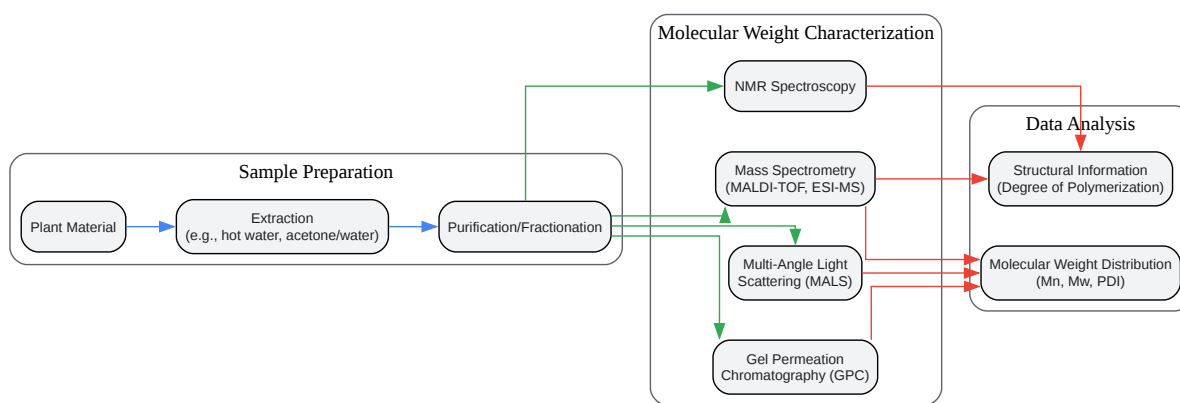 Sample Preparation
Plant Material
Extraction
(e.g., hot water, acetone/water)
Purification/Fractionation
Molecular Weight Characterization
NMR Spectroscopy
Mass Spectrometry
(MALDI-TOF, ESI-MS)
Multi-Angle Light
Scattering (MALS)
Gel Permeation
Chromatography (GPC)
Data Analysis
Structural Information
(Degree of Polymerization)
Molecular Weight Distribution
(Mn, Mw, PDI)